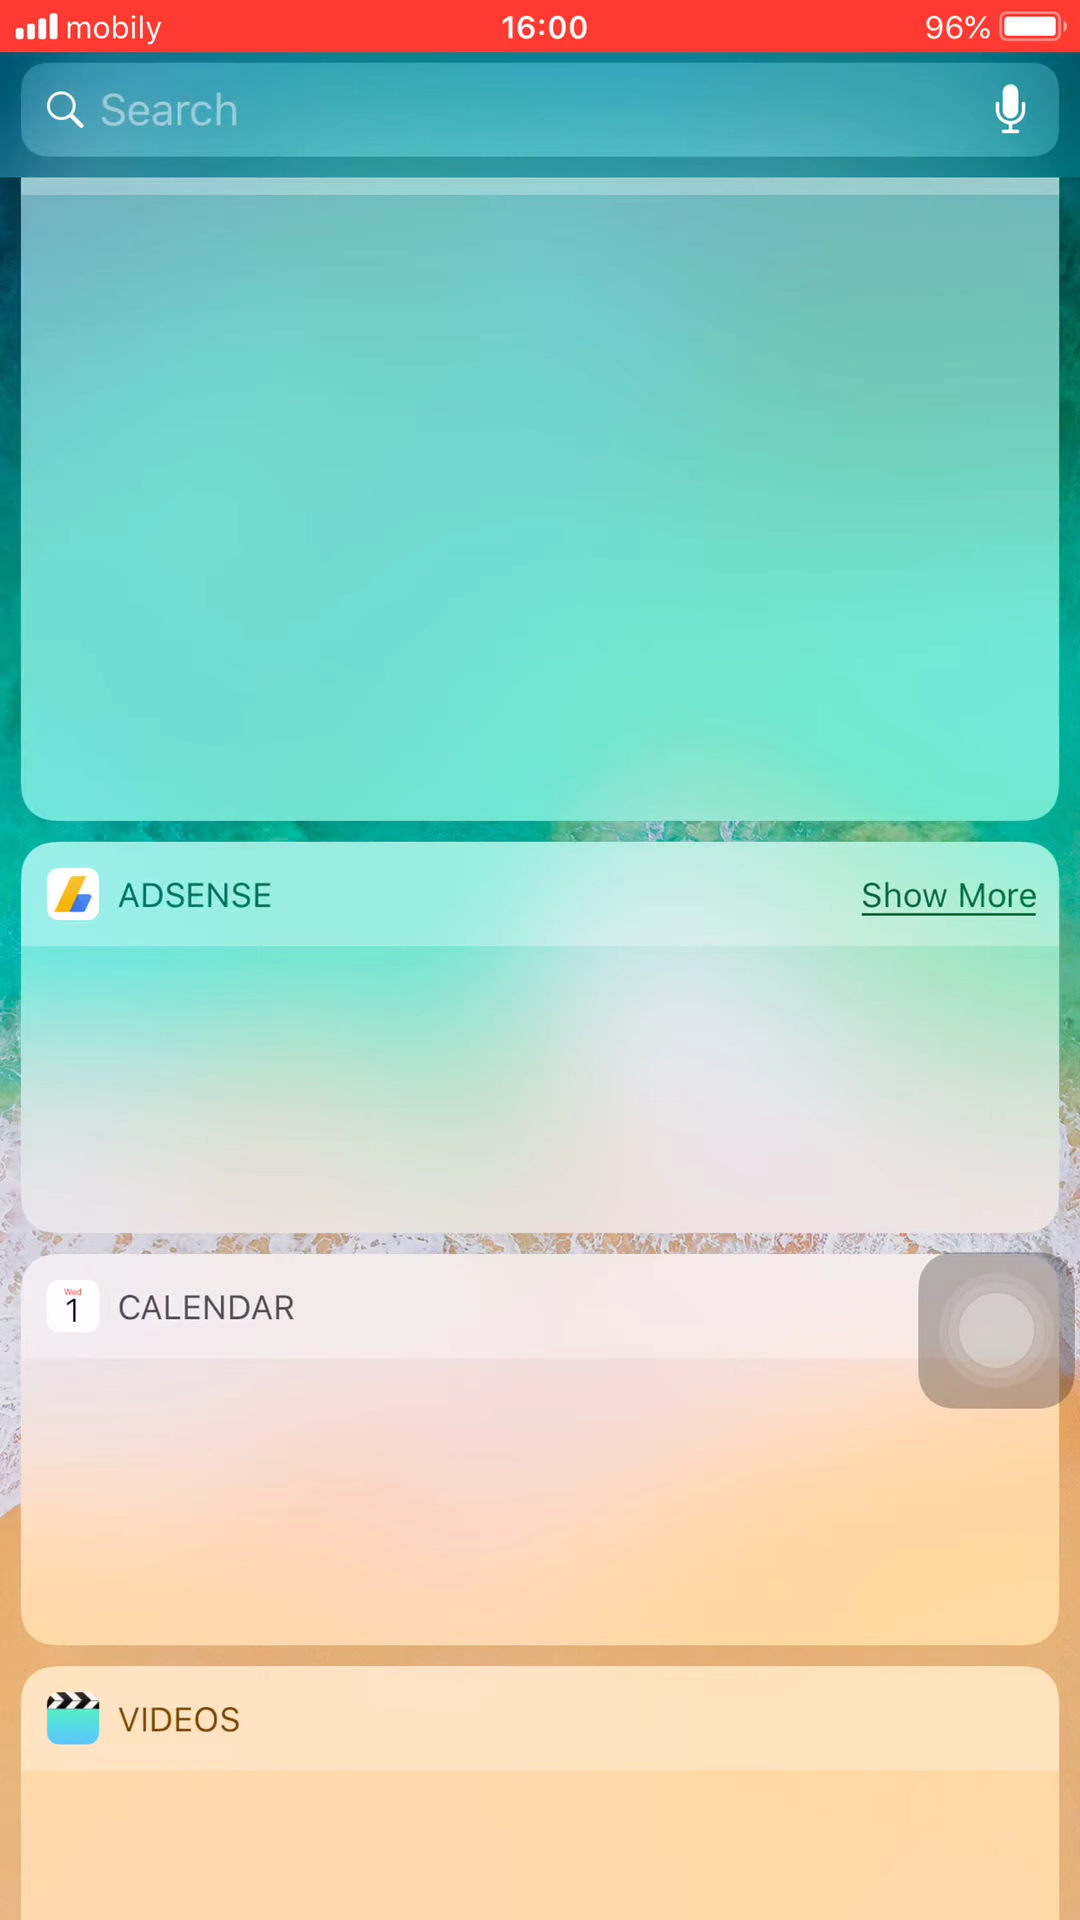 mobily 16:00 96%
Search
ADSENSE Show More
Wed
1 CALENDAR
VIDEOS